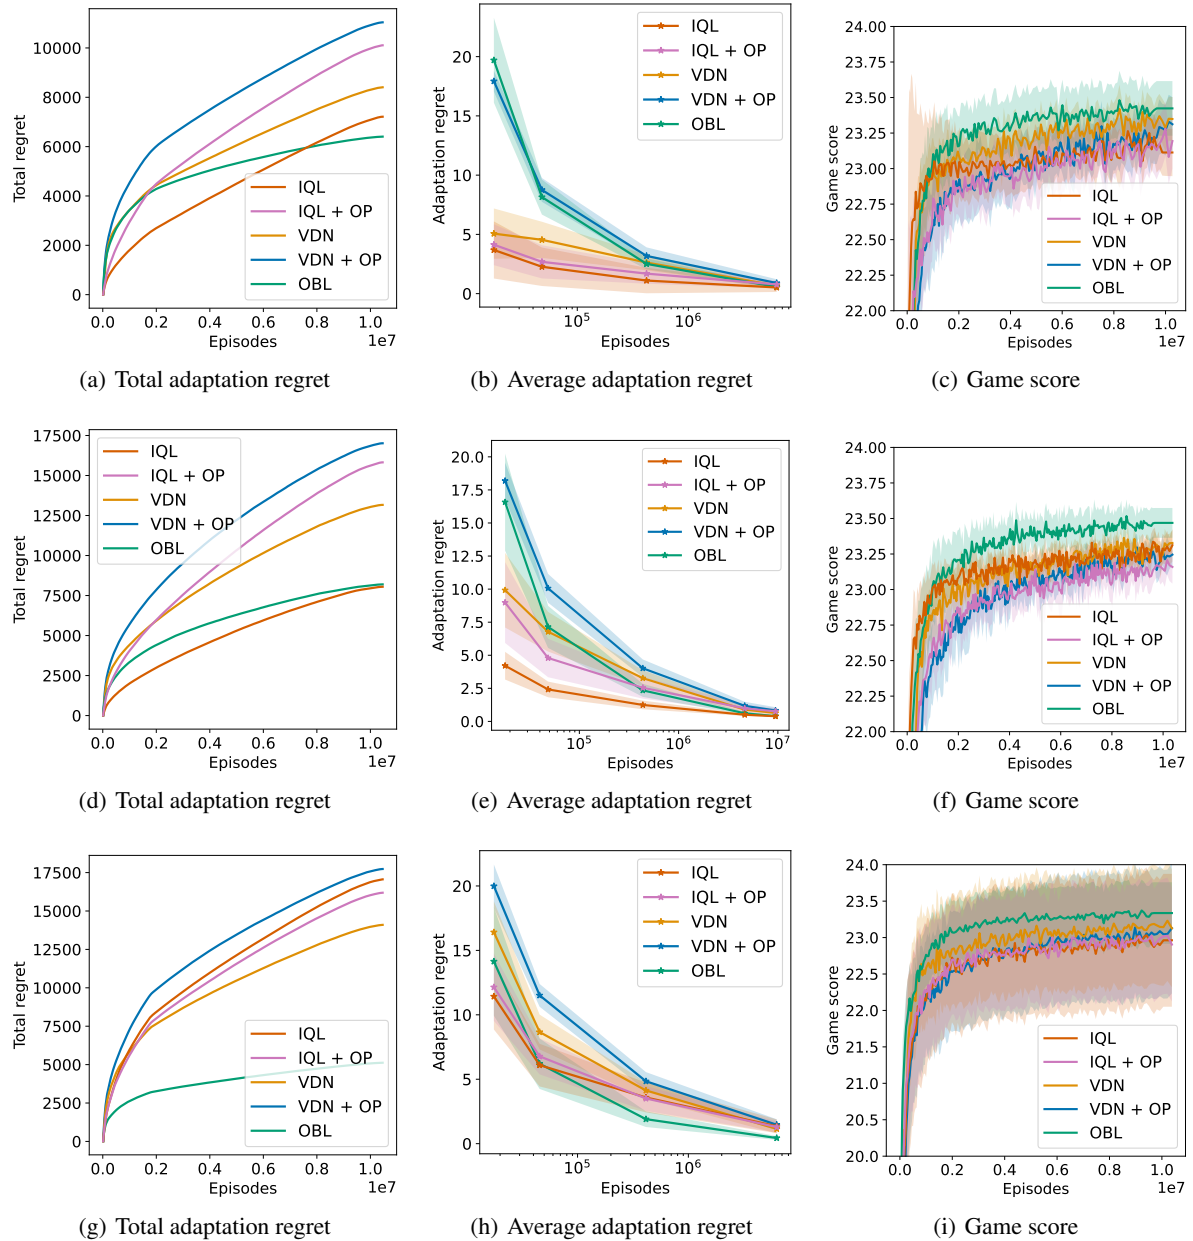 Total regret
10000
8000
6000
4000
2000
0
IQL
IQL + OP
VDN
VDN + OP
OBL
0.0 0.2 0.4 0.6 0.8 1.0
Episodes
1e7
(a) Total adaptation regret
Adaptation regret
20
15
10
5
0
IQL
IQL + OP
VDN
VDN + OP
OBL
10^5 10^6
Episodes
(b) Average adaptation regret
Game score
24.00
23.75
23.50
23.25
23.00
22.75
22.50
22.25
22.00
IQL
IQL + OP
VDN
VDN + OP
OBL
0.0 0.2 0.4 0.6 0.8 1.0
Episodes
1e7
(c) Game score
Total regret
17500
15000
12500
10000
7500
5000
2500
0
IQL
IQL + OP
VDN
VDN + OP
OBL
0.0 0.2 0.4 0.6 0.8 1.0
Episodes
1e7
(d) Total adaptation regret
Adaptation regret
20.0
17.5
15.0
12.5
10.0
7.5
5.0
2.5
0.0
IQL
IQL + OP
VDN
VDN + OP
OBL
10^5 10^6 10^7
Episodes
(e) Average adaptation regret
Game score
24.00
23.75
23.50
23.25
23.00
22.75
22.50
22.25
22.00
IQL
IQL + OP
VDN
VDN + OP
OBL
0.0 0.2 0.4 0.6 0.8 1.0
Episodes
1e7
(f) Game score
Total regret
17500
15000
12500
10000
7500
5000
2500
0
IQL
IQL + OP
VDN
VDN + OP
OBL
0.0 0.2 0.4 0.6 0.8 1.0
Episodes
1e7
(g) Total adaptation regret
Adaptation regret
20
15
10
5
0
IQL
IQL + OP
VDN
VDN + OP
OBL
10^5 10^6
Episodes
(h) Average adaptation regret
Game score
24.0
23.5
23.0
22.5
22.0
21.5
21.0
20.5
20.0
IQL
IQL + OP
VDN
VDN + OP
OBL
0.0 0.2 0.4 0.6 0.8 1.0
Episodes
1e7
(i) Game score